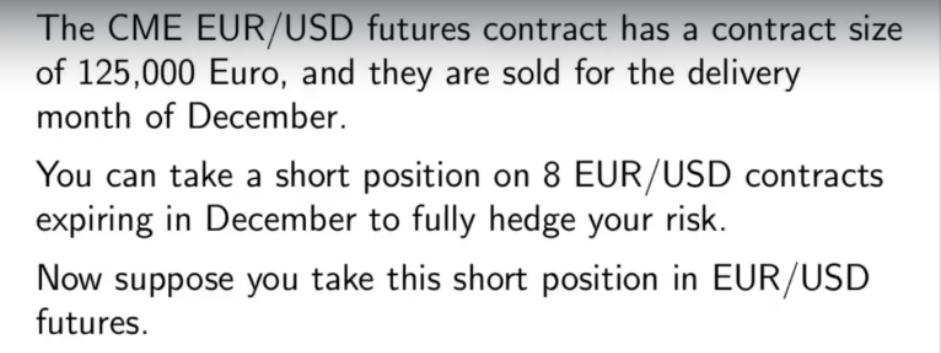 The CME EUR/USD futures contract has a contract size
of 125,000 Euro, and they are sold for the delivery
month of December.
You can take a short position on 8 EUR/USD contracts
expiring in December to fully hedge your risk.
Now suppose you take this short position in EUR/USD
futures.